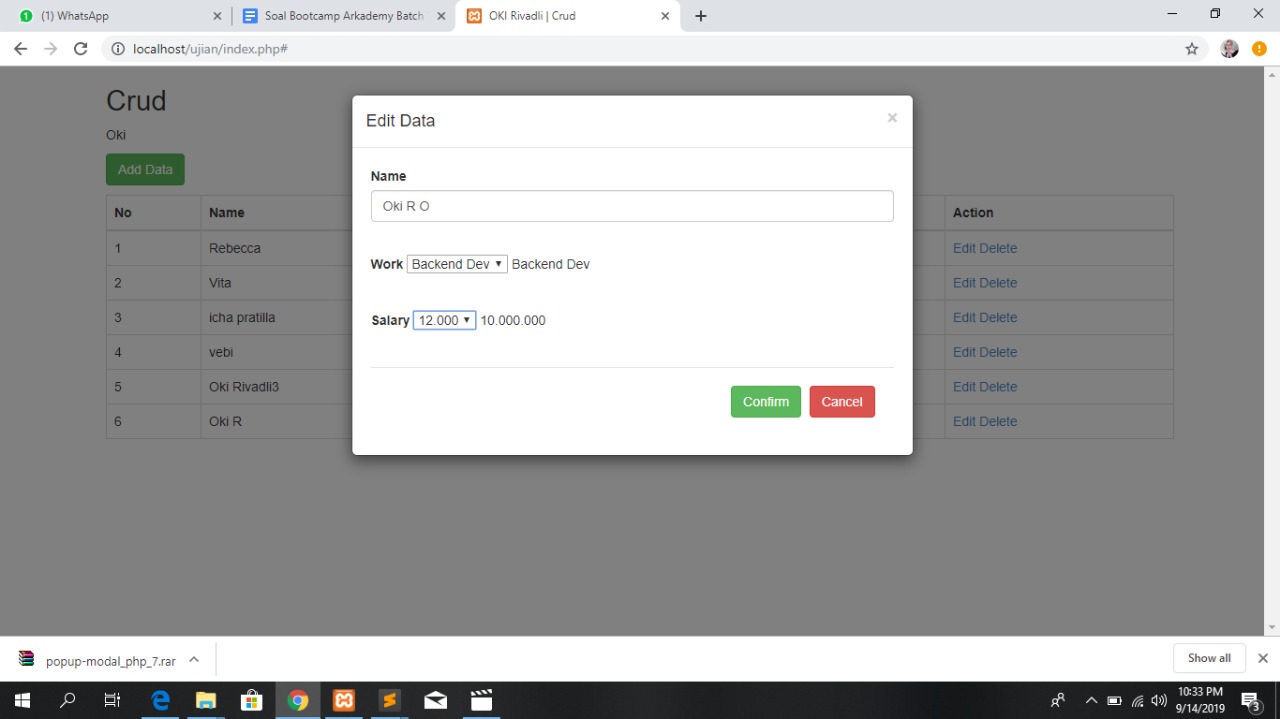 (1) WhatsApp
Soal Bootcamp Arkademy Batch
OKI Rivadli | Crud
localhost/ujian/index.php#
Crud
Oki
Add Data
Edit Data
×
Name
Oki R O
Work Backend Dev Backend Dev
Salary 12.000 10.000.000
Confirm Cancel
No Name Action
1 Rebecca Edit Delete
2 Vita Edit Delete
3 icha pratilla Edit Delete
4 vebi Edit Delete
5 Oki Rivadli3 Edit Delete
6 Oki R Edit Delete
popup-modal_php_7.rar
Show all
10:33 PM
9/14/2019
3